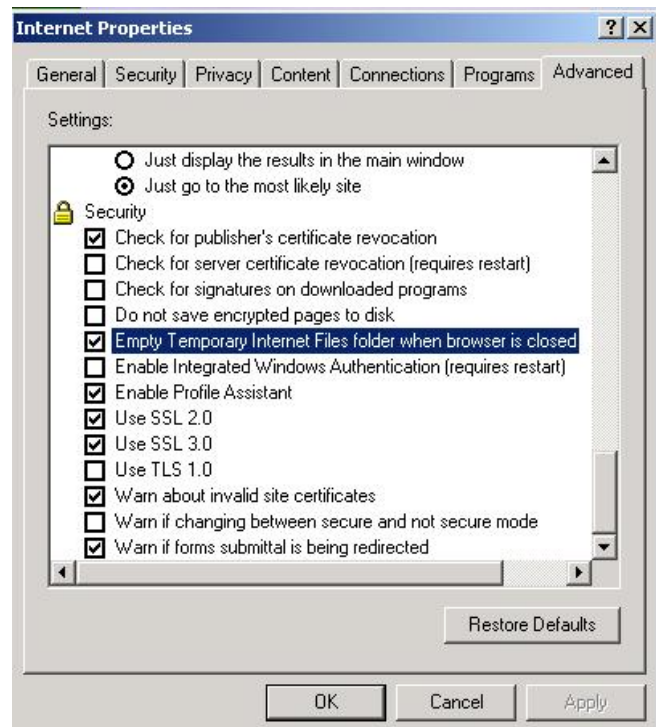 Internet Properties
General Security Privacy Content Connections Programs Advanced
Settings:
Just display the results in the main window
Just go to the most likely site
Security
Check for publisher's certificate revocation
Check for server certificate revocation (requires restart)
Check for signatures on downloaded programs
Do not save encrypted pages to disk
Empty Temporary Internet Files folder when browser is closed
Enable Integrated Windows Authentication (requires restart)
Enable Profile Assistant
Use SSL 2.0
Use SSL 3.0
Use TLS 1.0
Warn about invalid site certificates
Warn if changing between secure and not secure mode
Warn if forms submittal is being redirected
Restore Defaults
OK Cancel Apply